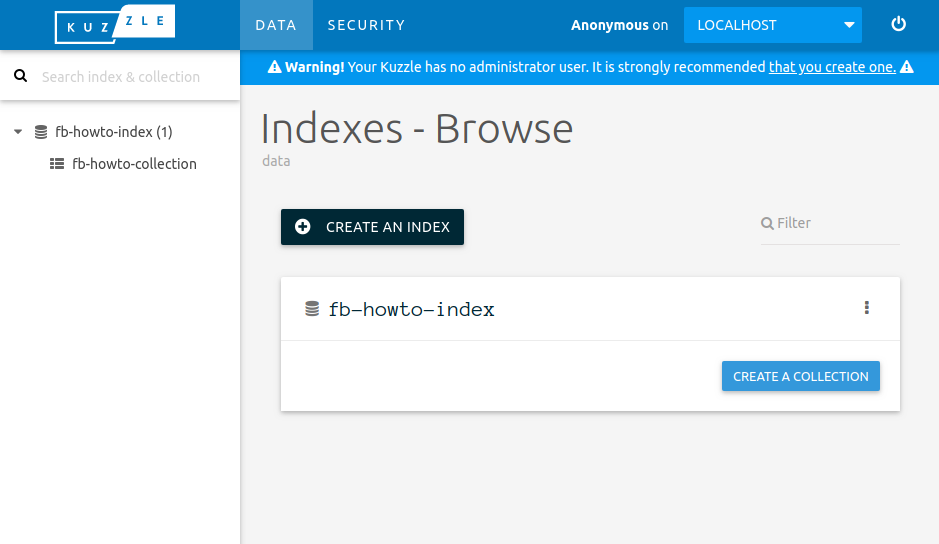 KUZZLE DATA SECURITY Anonymous on LOCALHOST
Search index & collection
Warning! Your Kuzzle has no administrator user. It is strongly recommended that you create one.
fb-howto-index (1)
fb-howto-collection
Indexes - Browse
data
CREATE AN INDEX
Filter
fb-howto-index
CREATE A COLLECTION